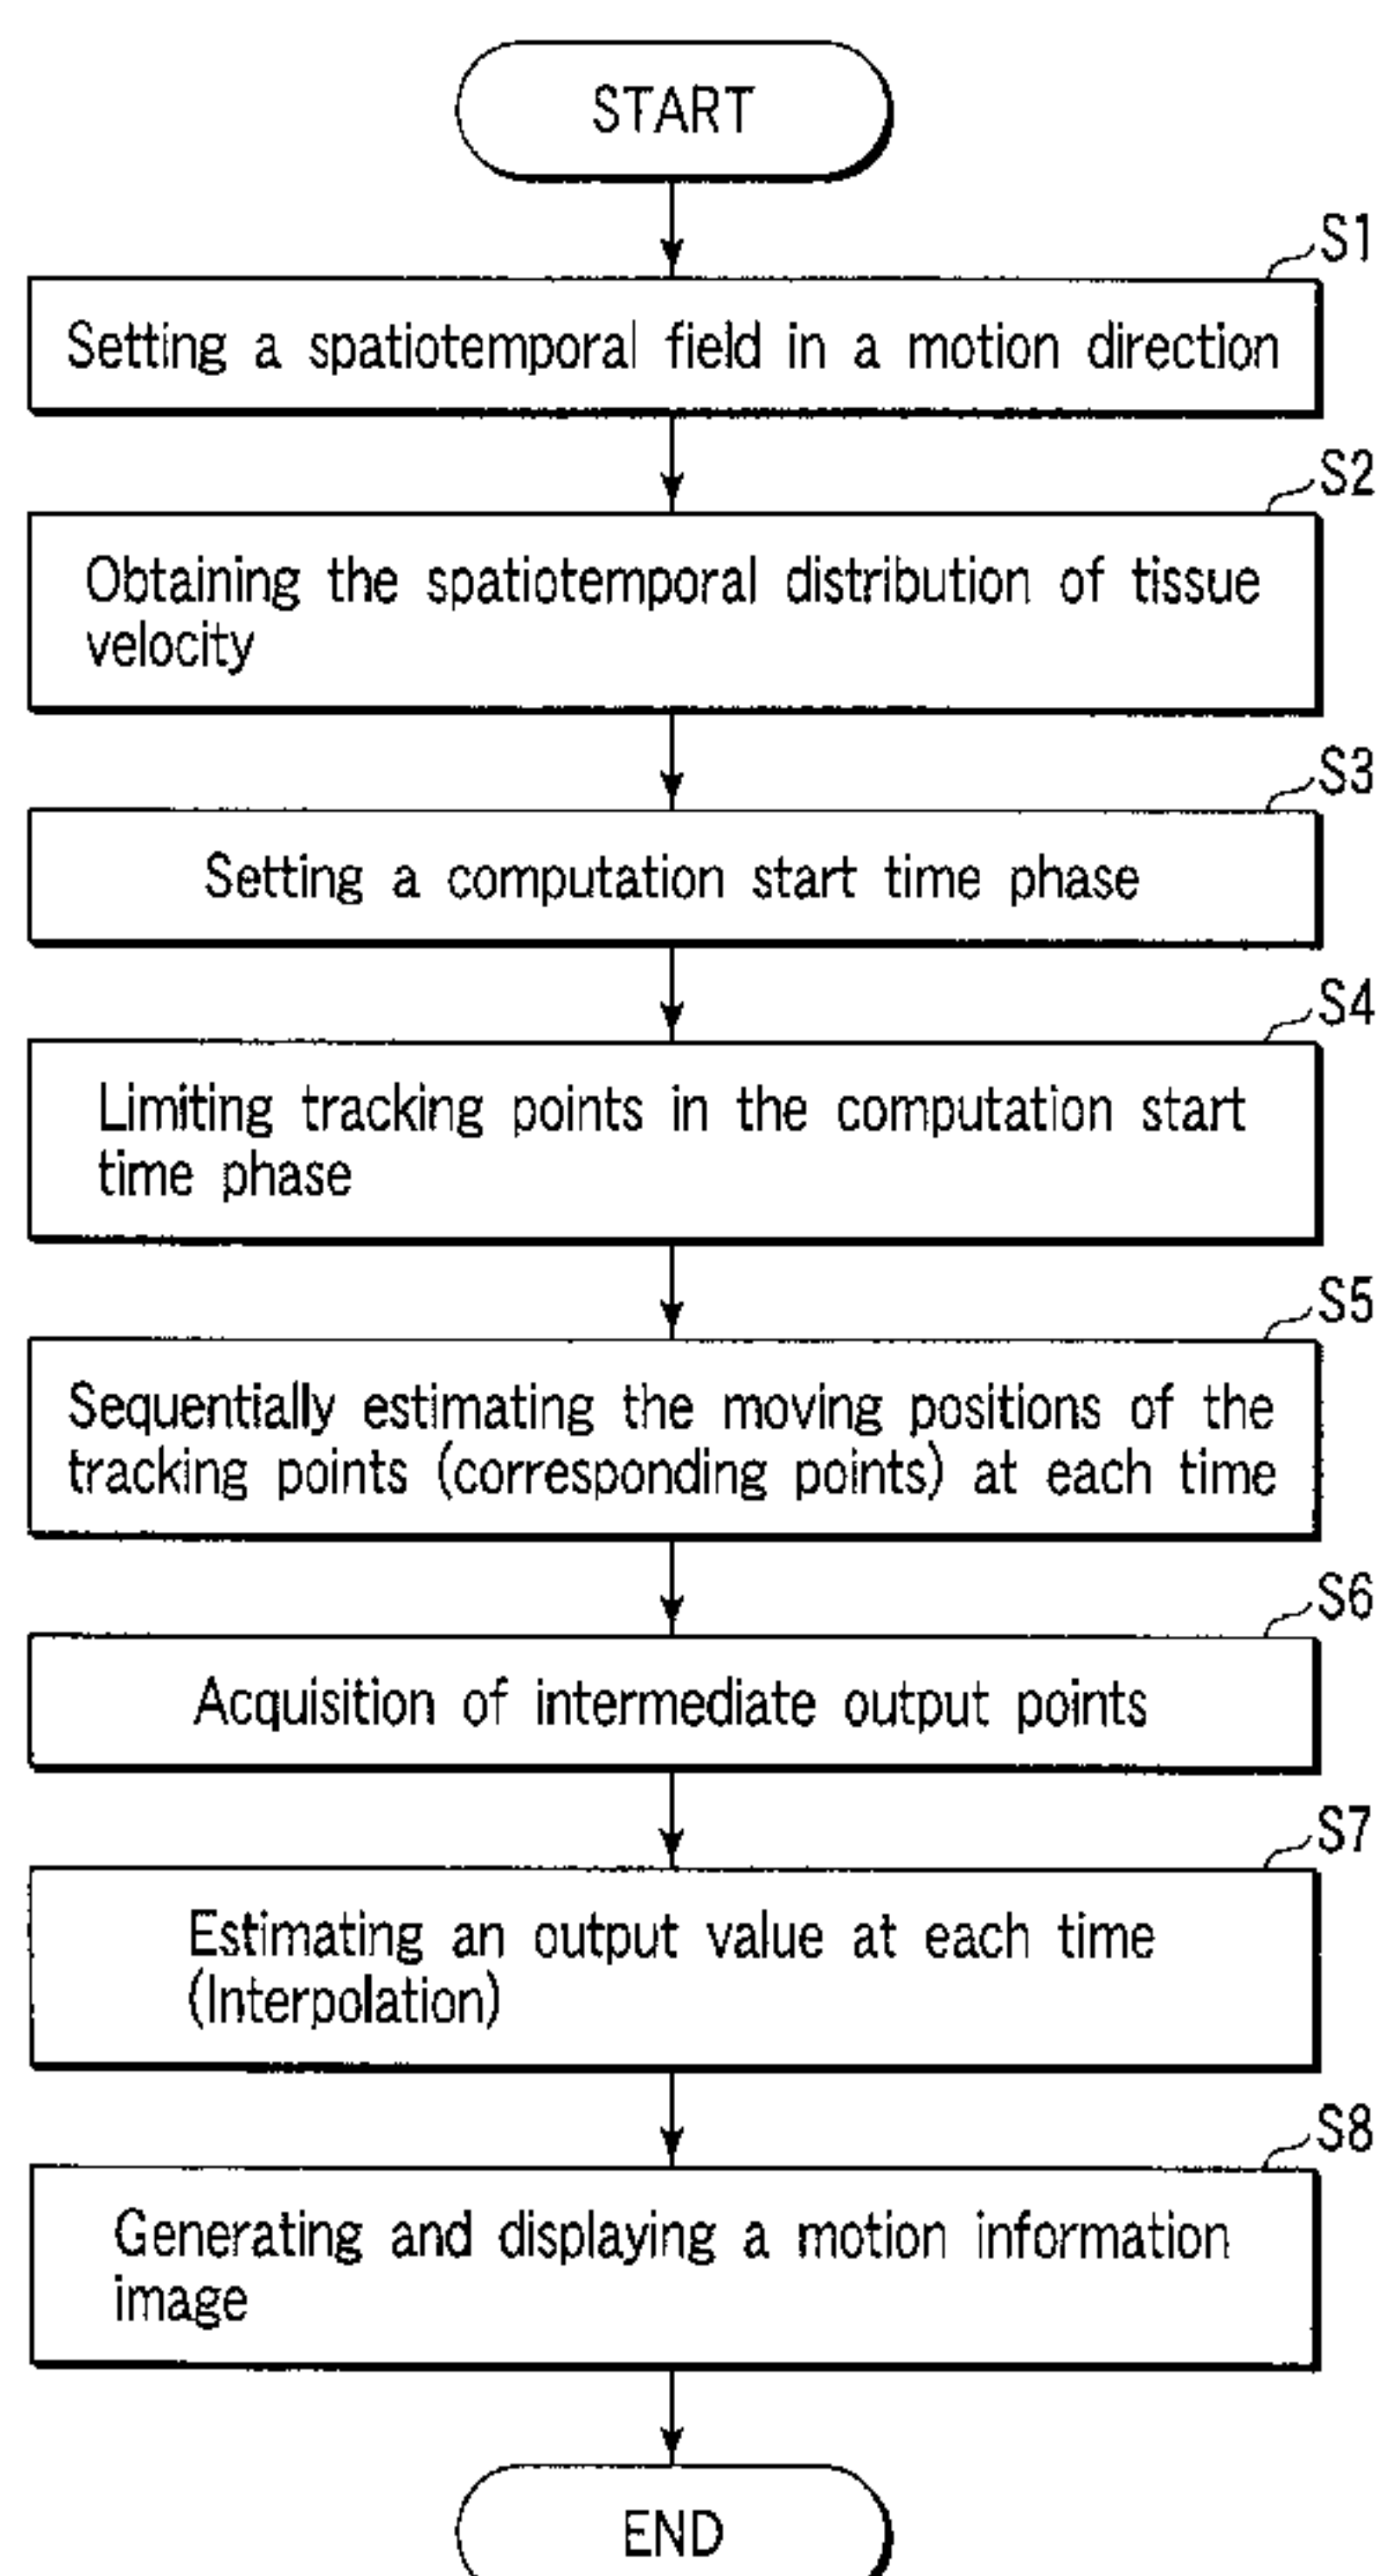 START
S1
Setting a spatiotemporal field in a motion direction
S2
Obtaining the spatiotemporal distribution of tissue
velocity
S3
Setting a computation start time phase
S4
Limiting tracking points in the computation start
time phase
S5
Sequentially estimating the moving positions of the
tracking points (corresponding points) at each time
S6
Acquisition of intermediate output points
S7
Estimating an output value at each time
(Interpolation)
S8
Generating and displaying a motion information
image
END